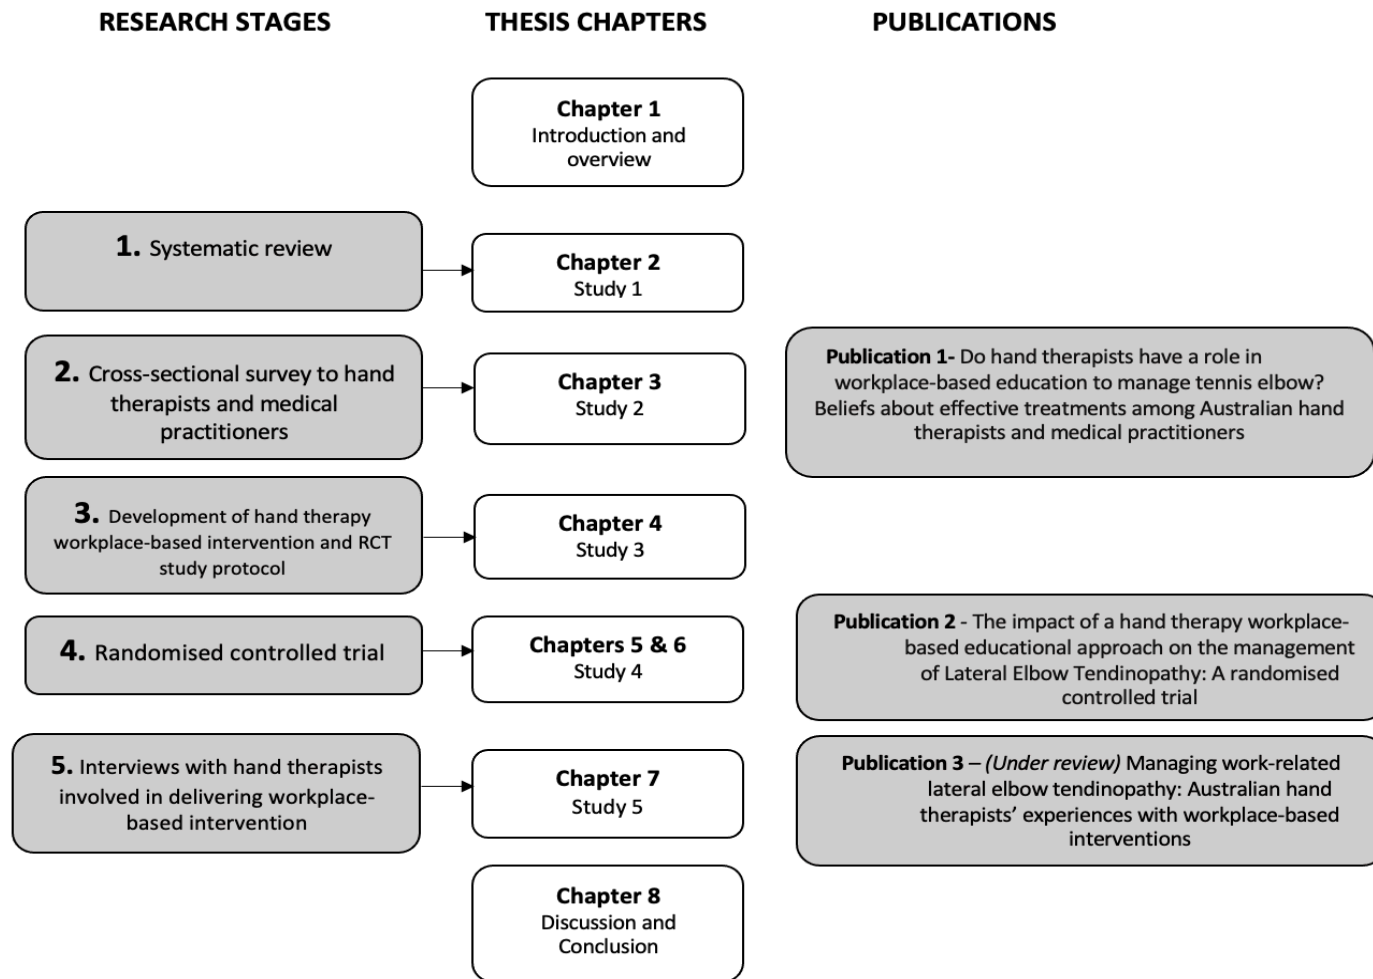 RESEARCH STAGES
THESIS CHAPTERS
PUBLICATIONS
Chapter 1
Introduction and
overview
1. Systematic review
Chapter 2
Study 1
2. Cross-sectional survey to hand
therapists and medical
practitioners
Chapter 3
Study 2
Publication 1- Do hand therapists have a role in
workplace-based education to manage tennis elbow?
Beliefs about effective treatments among Australian hand
therapists and medical practitioners
3. Development of hand therapy
workplace-based intervention and RCT
study protocol
Chapter 4
Study 3
4. Randomised controlled trial
Chapters 5 & 6
Study 4
Publication 2 - The impact of a hand therapy workplace-
based educational approach on the management
of Lateral Elbow Tendinopathy: A randomised
controlled trial
5. Interviews with hand therapists
involved in delivering workplace-
based intervention
Chapter 7
Study 5
Publication 3 – (Under review) Managing work-related
lateral elbow tendinopathy: Australian hand
therapists’ experiences with workplace-based
interventions
Chapter 8
Discussion and
Conclusion